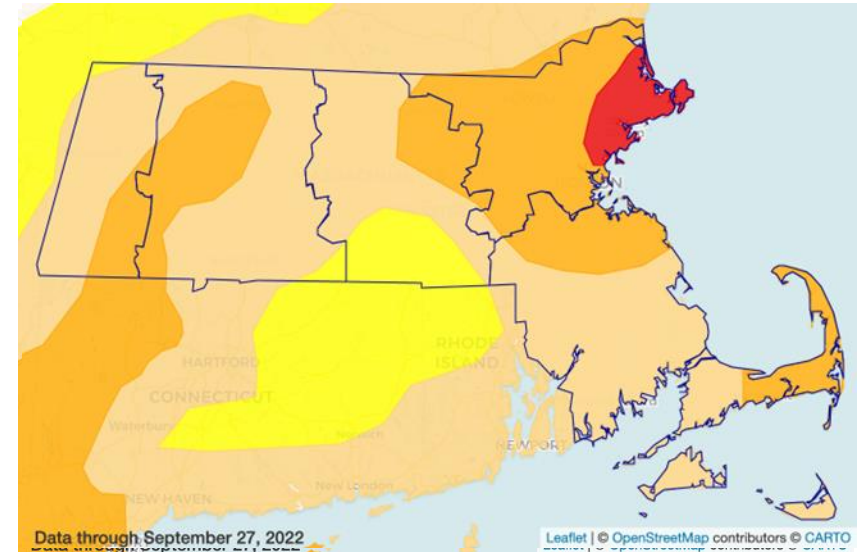 HARTFORD
CONNECTICUT
Waterbury
RHODE
ISLAND
Norwich
NEWPORT
NEW HAVEN
New London
Data through September 27, 2022
Leaflet | © OpenStreetMap contributors © CARTO